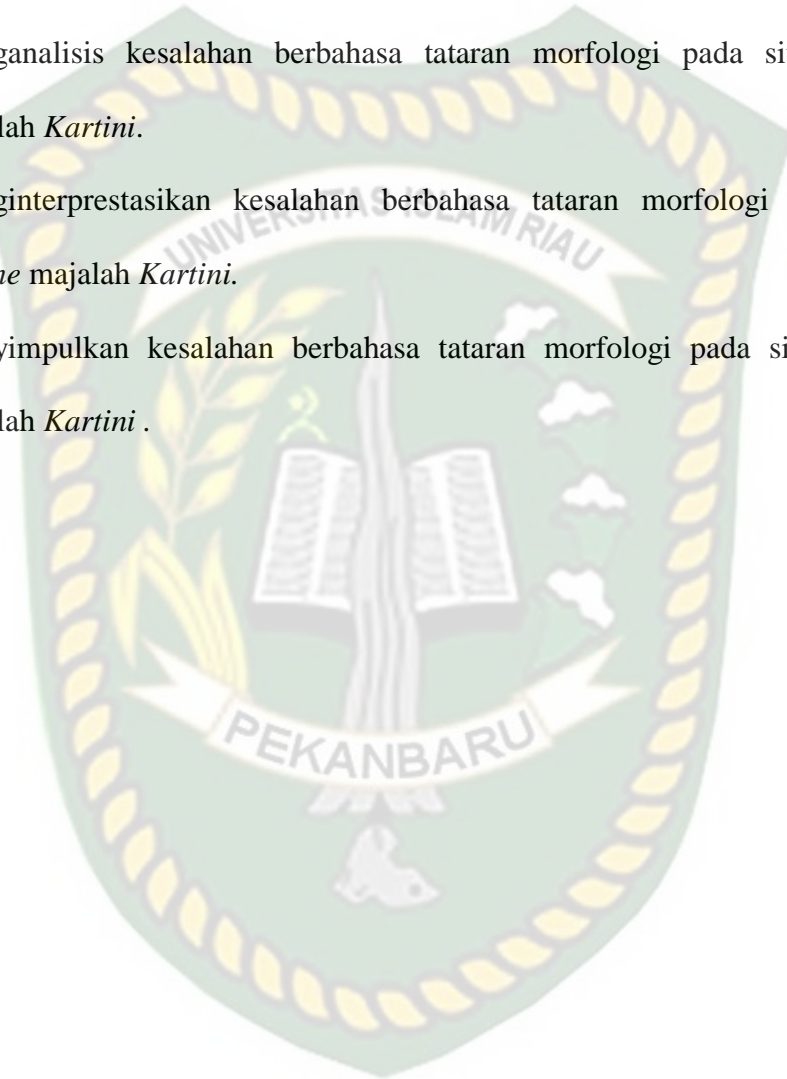 ganalisis kesalahan berbahasa tataran morfologi pada si
lah Kartini.
ginterprestasikan kesalahan berbahasa tataran morfologi
UNIVERSITAS ISLAM RIAU
ne majalah Kartini.
yimpulkan kesalahan berbahasa tataran morfologi pada si
lah Kartini .
PEKANBARU